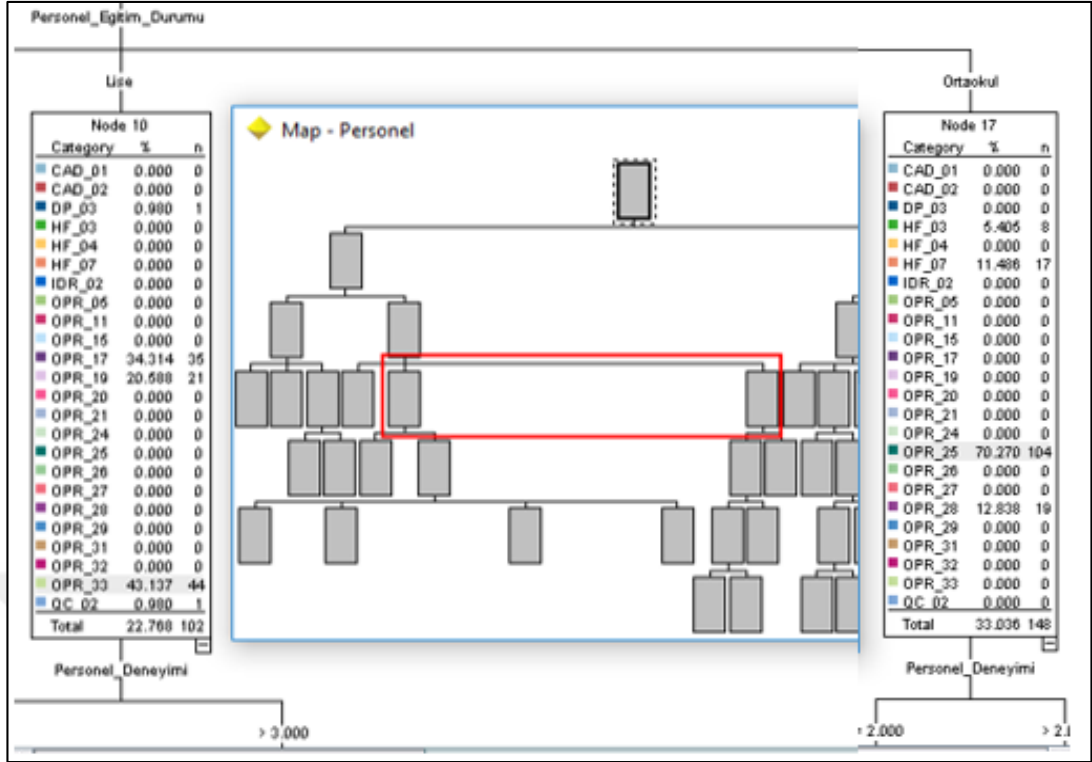 Personel_Egitim_Durumu
Lise
Node 10
Category % n
CAD_01 0.000 0
CAD_02 0.000 0
DP_03 0.980 1
HF_03 0.000 0
HF_04 0.000 0
HF_07 0.000 0
IDR_02 0.000 0
OPR_05 0.000 0
OPR_11 0.000 0
OPR_15 0.000 0
OPR_17 34.314 35
OPR_19 20.588 21
OPR_20 0.000 0
OPR_21 0.000 0
OPR_24 0.000 0
OPR_25 0.000 0
OPR_26 0.000 0
OPR_27 0.000 0
OPR_28 0.000 0
OPR_29 0.000 0
OPR_31 0.000 0
OPR_32 0.000 0
OPR_33 43.137 44
QC_02 0.980 1
Total 22.768 102
Personel_Deneyimi
> 3.000
Map - Personel
Ortaokul
Node 17
Category % n
CAD_01 0.000 0
CAD_02 0.000 0
DP_03 0.000 0
HF_03 5.405 8
HF_04 0.000 0
HF_07 11.486 17
IDR_02 0.000 0
OPR_05 0.000 0
OPR_11 0.000 0
OPR_15 0.000 0
OPR_17 0.000 0
OPR_19 0.000 0
OPR_20 0.000 0
OPR_21 0.000 0
OPR_24 0.000 0
OPR_25 70.270 104
OPR_26 0.000 0
OPR_27 0.000 0
OPR_28 12.838 19
OPR_29 0.000 0
OPR_31 0.000 0
OPR_32 0.000 0
OPR_33 0.000 0
QC_02 0.000 0
Total 33.036 148
Personel_Deneyimi
2.000